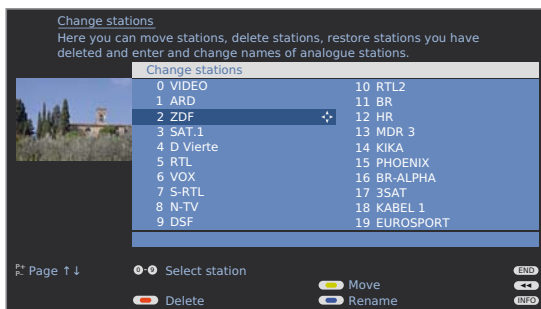 Change stations
Here you can move stations, delete stations, restore stations you have
deleted and enter and change names of analogue stations.
Change stations
0 VIDEO
1 ARD
2 ZDF
3 SAT.1
4 D Vierte
5 RTL
6 VOX
7 S-RTL
8 N-TV
9 DSF
10 RTL2
11 BR
12 HR
13 MDR 3
14 KIKA
15 PHOENIX
16 BR-ALPHA
17 3SAT
18 KABEL 1
19 EUROSPORT
P+
P- Page ↑↓
0-9 Select station
END
Move
Delete
Rename
INFO